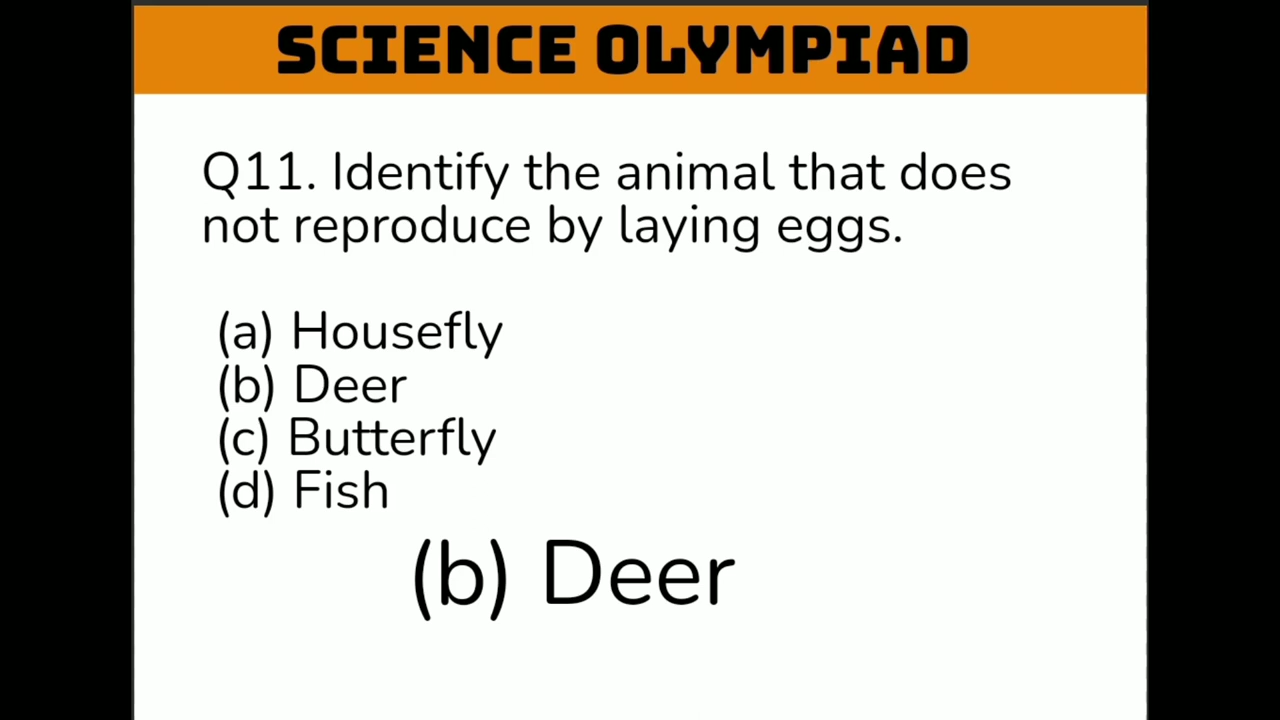 SCIENCE OLYMPIAD
Q11. Identify the animal that does
not reproduce by laying eggs.
(a) Housefly
(b) Deer
(c) Butterfly
(d) Fish
(b) Deer